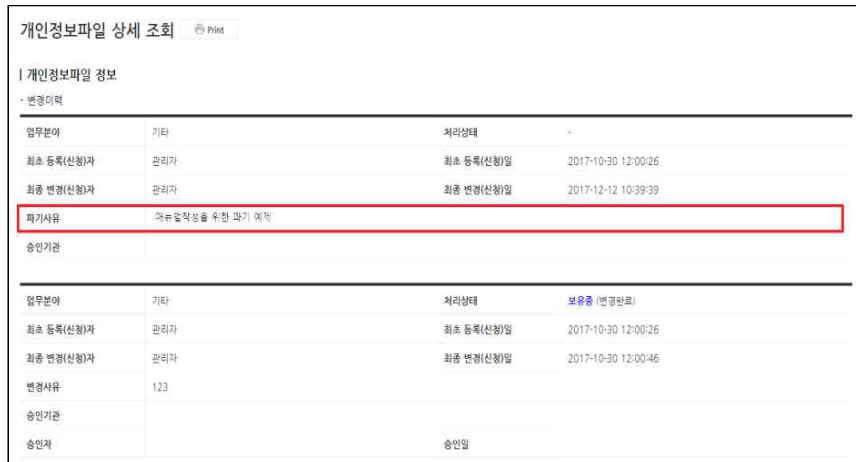 개인정보파일 상세 조회 Print
| 개인정보파일 정보
- 변경이력
업무분야 기타 처리상태 -
최초 등록(신청)자 관리자 최초 등록(신청)일 2017-10-30 12:00:26
최종 변경(신청)자 관리자 최종 변경(신청)일 2017-12-12 10:39:39
파기사유 매뉴얼작성을 위한 파기 예제
승인기관
업무분야 기타 처리상태 보유중 (변경완료)
최초 등록(신청)자 관리자 최초 등록(신청)일 2017-10-30 12:00:26
최종 변경(신청)자 관리자 최종 변경(신청)일 2017-10-30 12:00:46
변경사유 123
승인기관
승인자 승인일